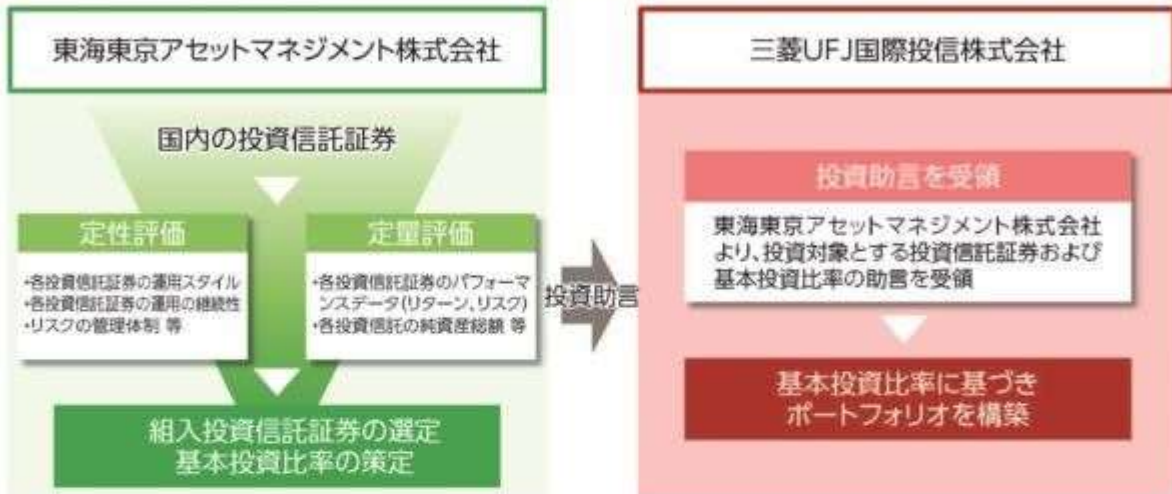 東海東京アセットマネジメント株式会社
国内の投資信託証券
定性評価
・各投資信託証券の運用スタイル
・各投資信託証券の運用の継続性
・リスクの管理体制 等
定量評価
・各投資信託証券のパフォーマ
ンスデータ(リターン、リスク)
・各投資信託の純資産総額 等
組入投資信託証券の選定
基本投資比率の策定
投資助言
三菱UFJ国際投信株式会社
投資助言を受領
東海東京アセットマネジメント株式会社
より、投資対象とする投資信託証券および
基本投資比率の助言を受領
基本投資比率に基づき
ポートフォリオを構築